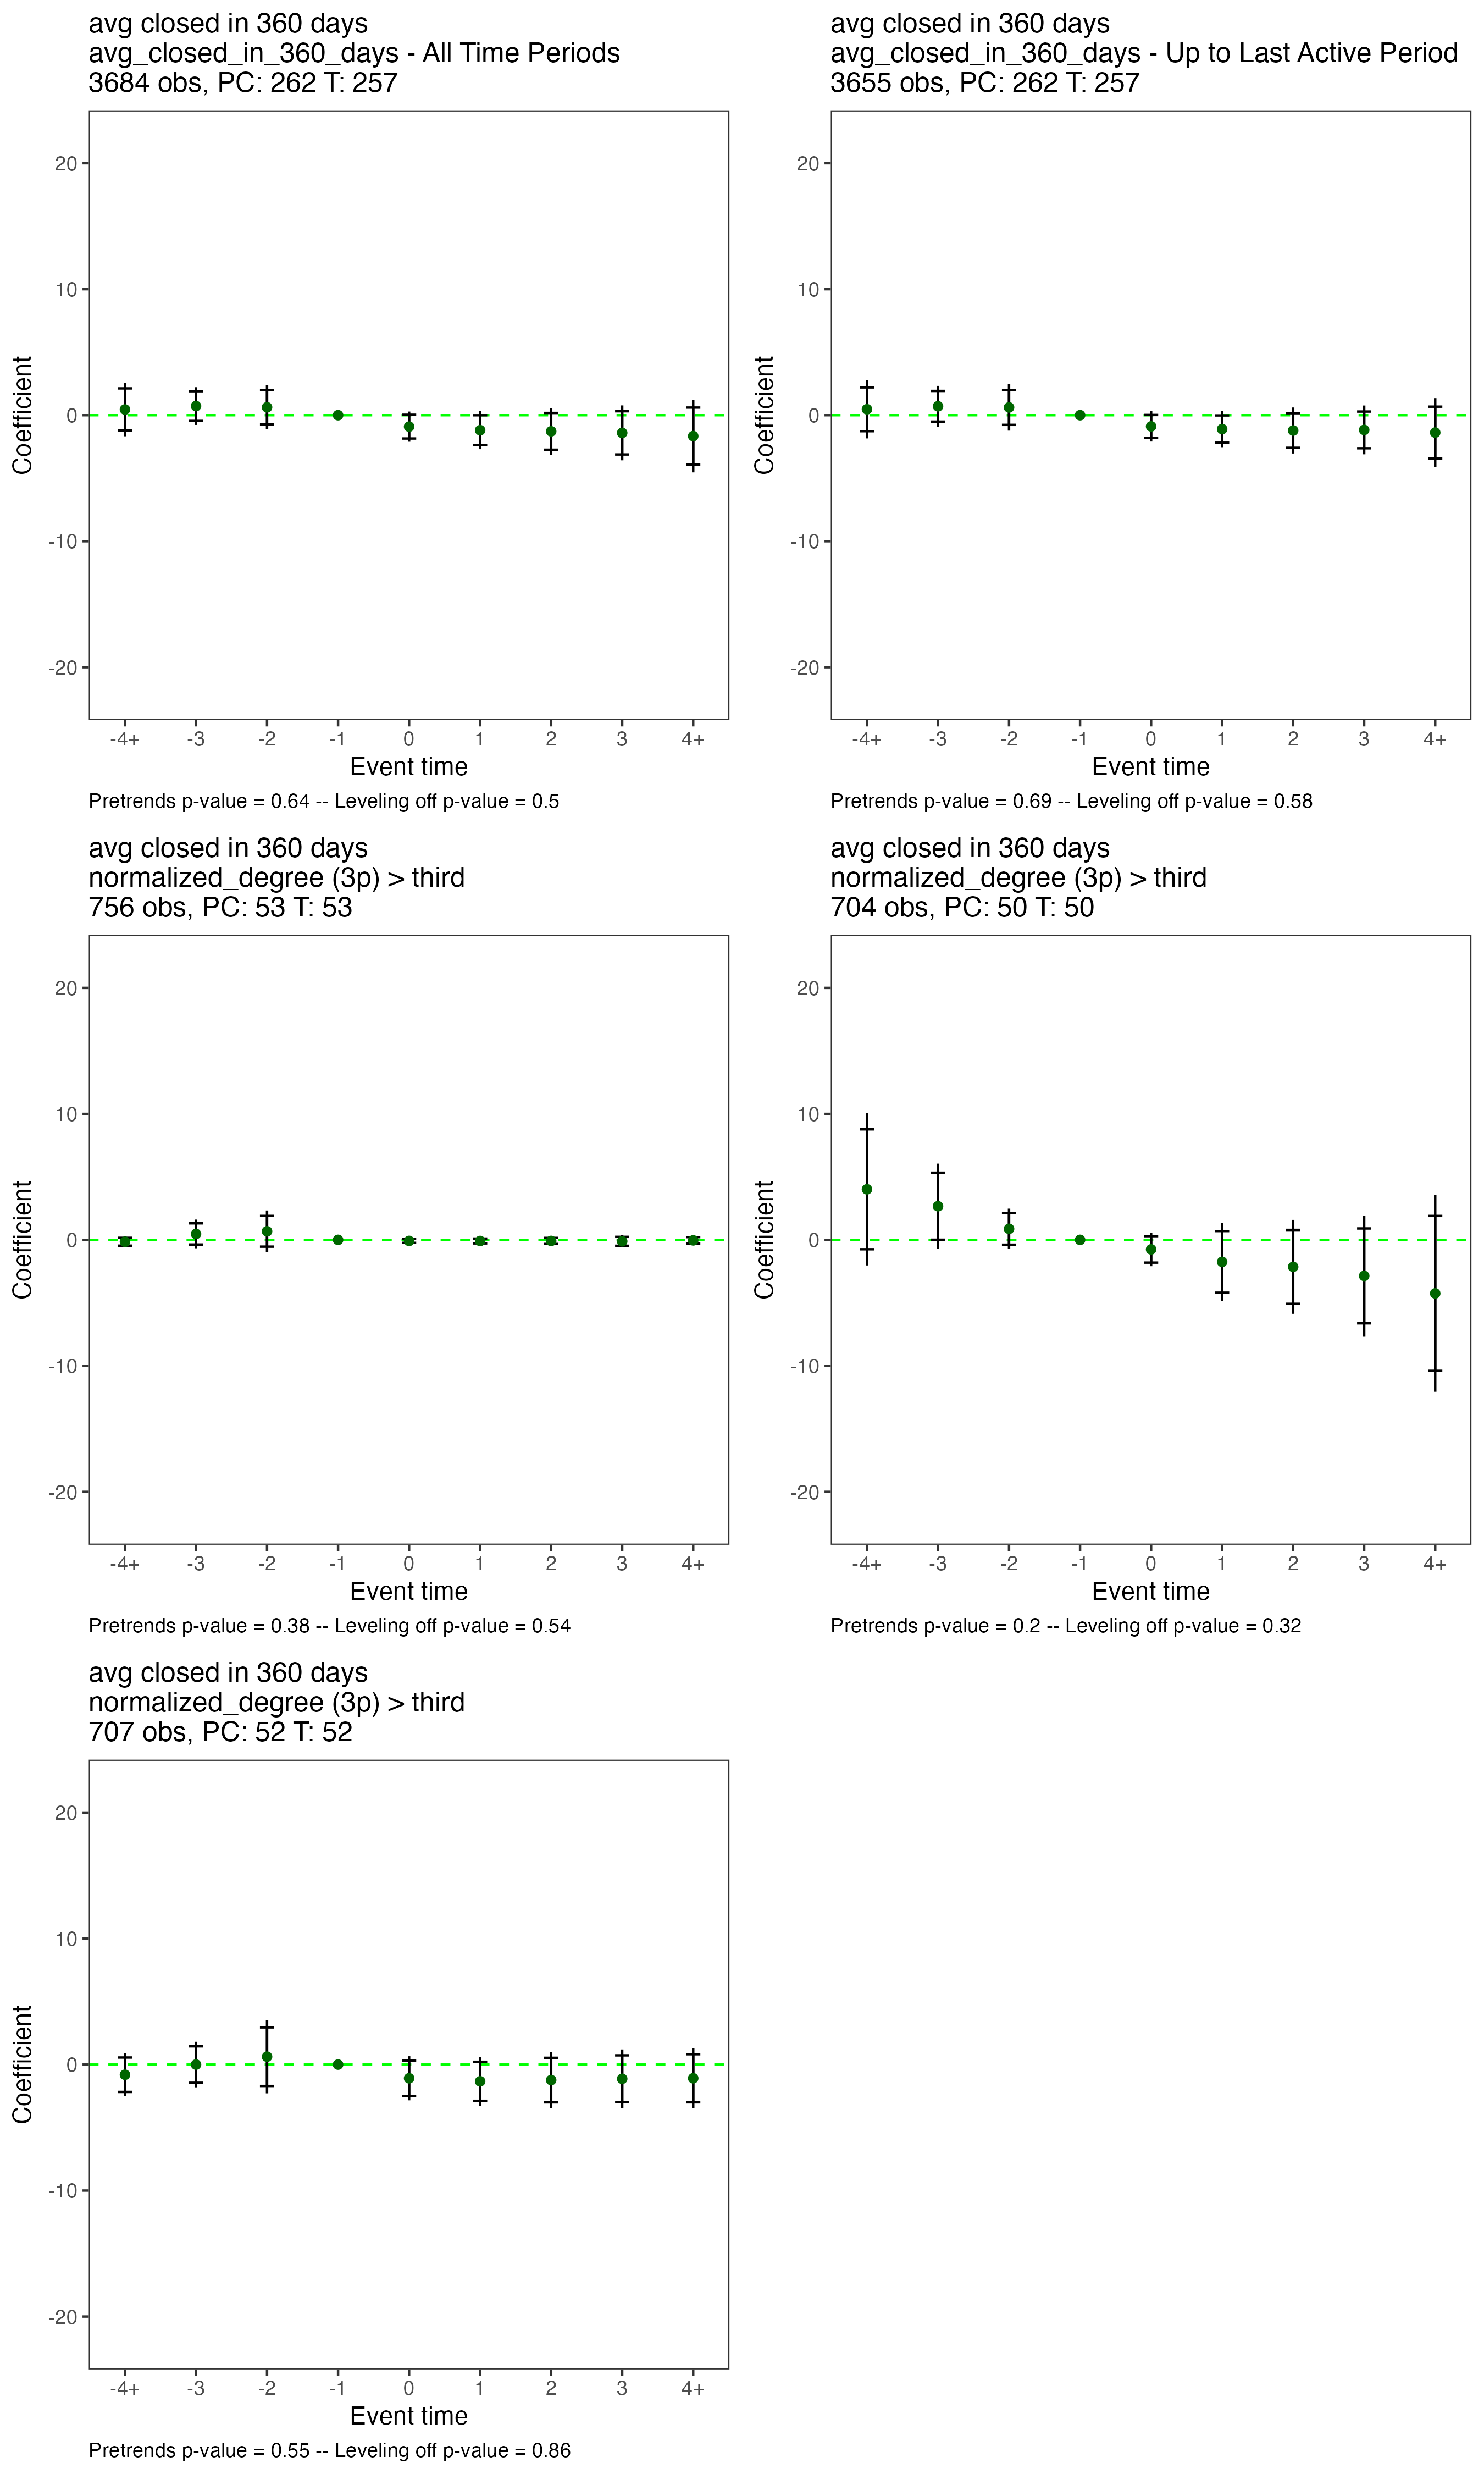 avg closed in 360 days
avg_closed_in_360_days - All Time Periods
3684 obs, PC: 262 T: 257
Coefficient
20
10
0
-10
-20
-4+ -3 -2 -1 0 1 2 3 4+
Event time
Pretrends p-value = 0.64 -- Leveling off p-value = 0.5
avg closed in 360 days
avg_closed_in_360_days - Up to Last Active Period
3655 obs, PC: 262 T: 257
Coefficient
20
10
0
-10
-20
-4+ -3 -2 -1 0 1 2 3 4+
Event time
Pretrends p-value = 0.69 -- Leveling off p-value = 0.58
avg closed in 360 days
normalized_degree (3p) > third
756 obs, PC: 53 T: 53
Coefficient
20
10
0
-10
-20
-4+ -3 -2 -1 0 1 2 3 4+
Event time
Pretrends p-value = 0.38 -- Leveling off p-value = 0.54
avg closed in 360 days
normalized_degree (3p) > third
704 obs, PC: 50 T: 50
Coefficient
20
10
0
-10
-20
-4+ -3 -2 -1 0 1 2 3 4+
Event time
Pretrends p-value = 0.2 -- Leveling off p-value = 0.32
avg closed in 360 days
normalized_degree (3p) > third
707 obs, PC: 52 T: 52
Coefficient
20
10
0
-10
-20
-4+ -3 -2 -1 0 1 2 3 4+
Event time
Pretrends p-value = 0.55 -- Leveling off p-value = 0.86